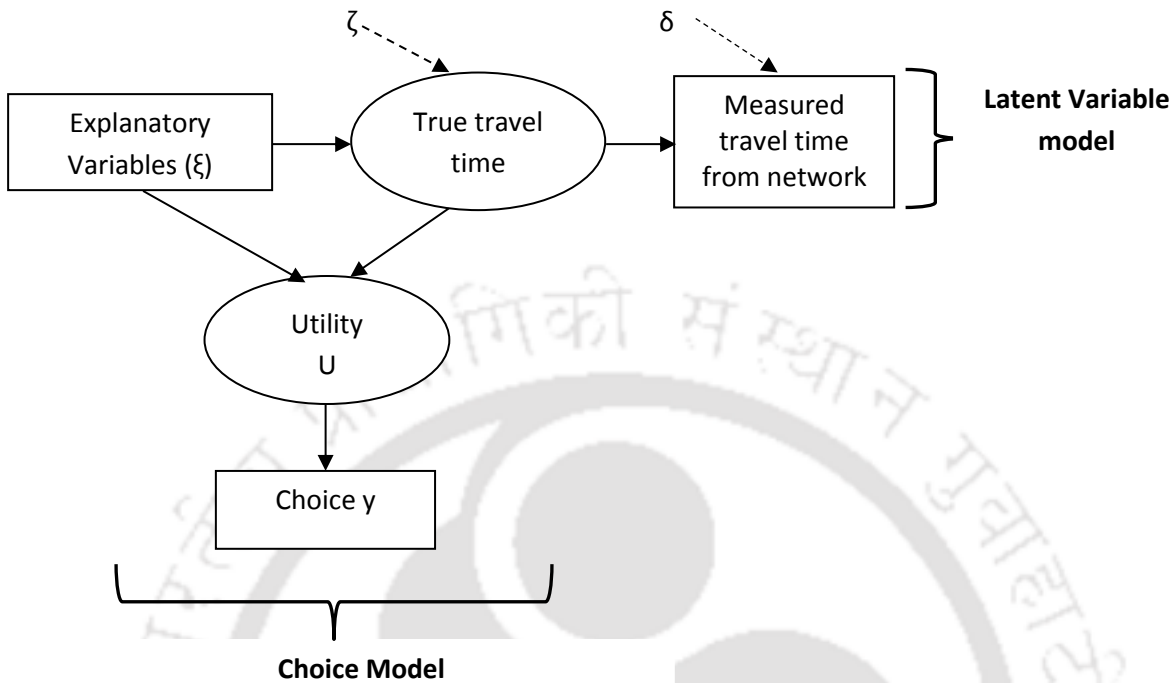 ζ
δ
Explanatory
Variables (ξ)
True travel
time
Measured
travel time
from network
Latent Variable
model
Utility
U
Choice y
Choice Model